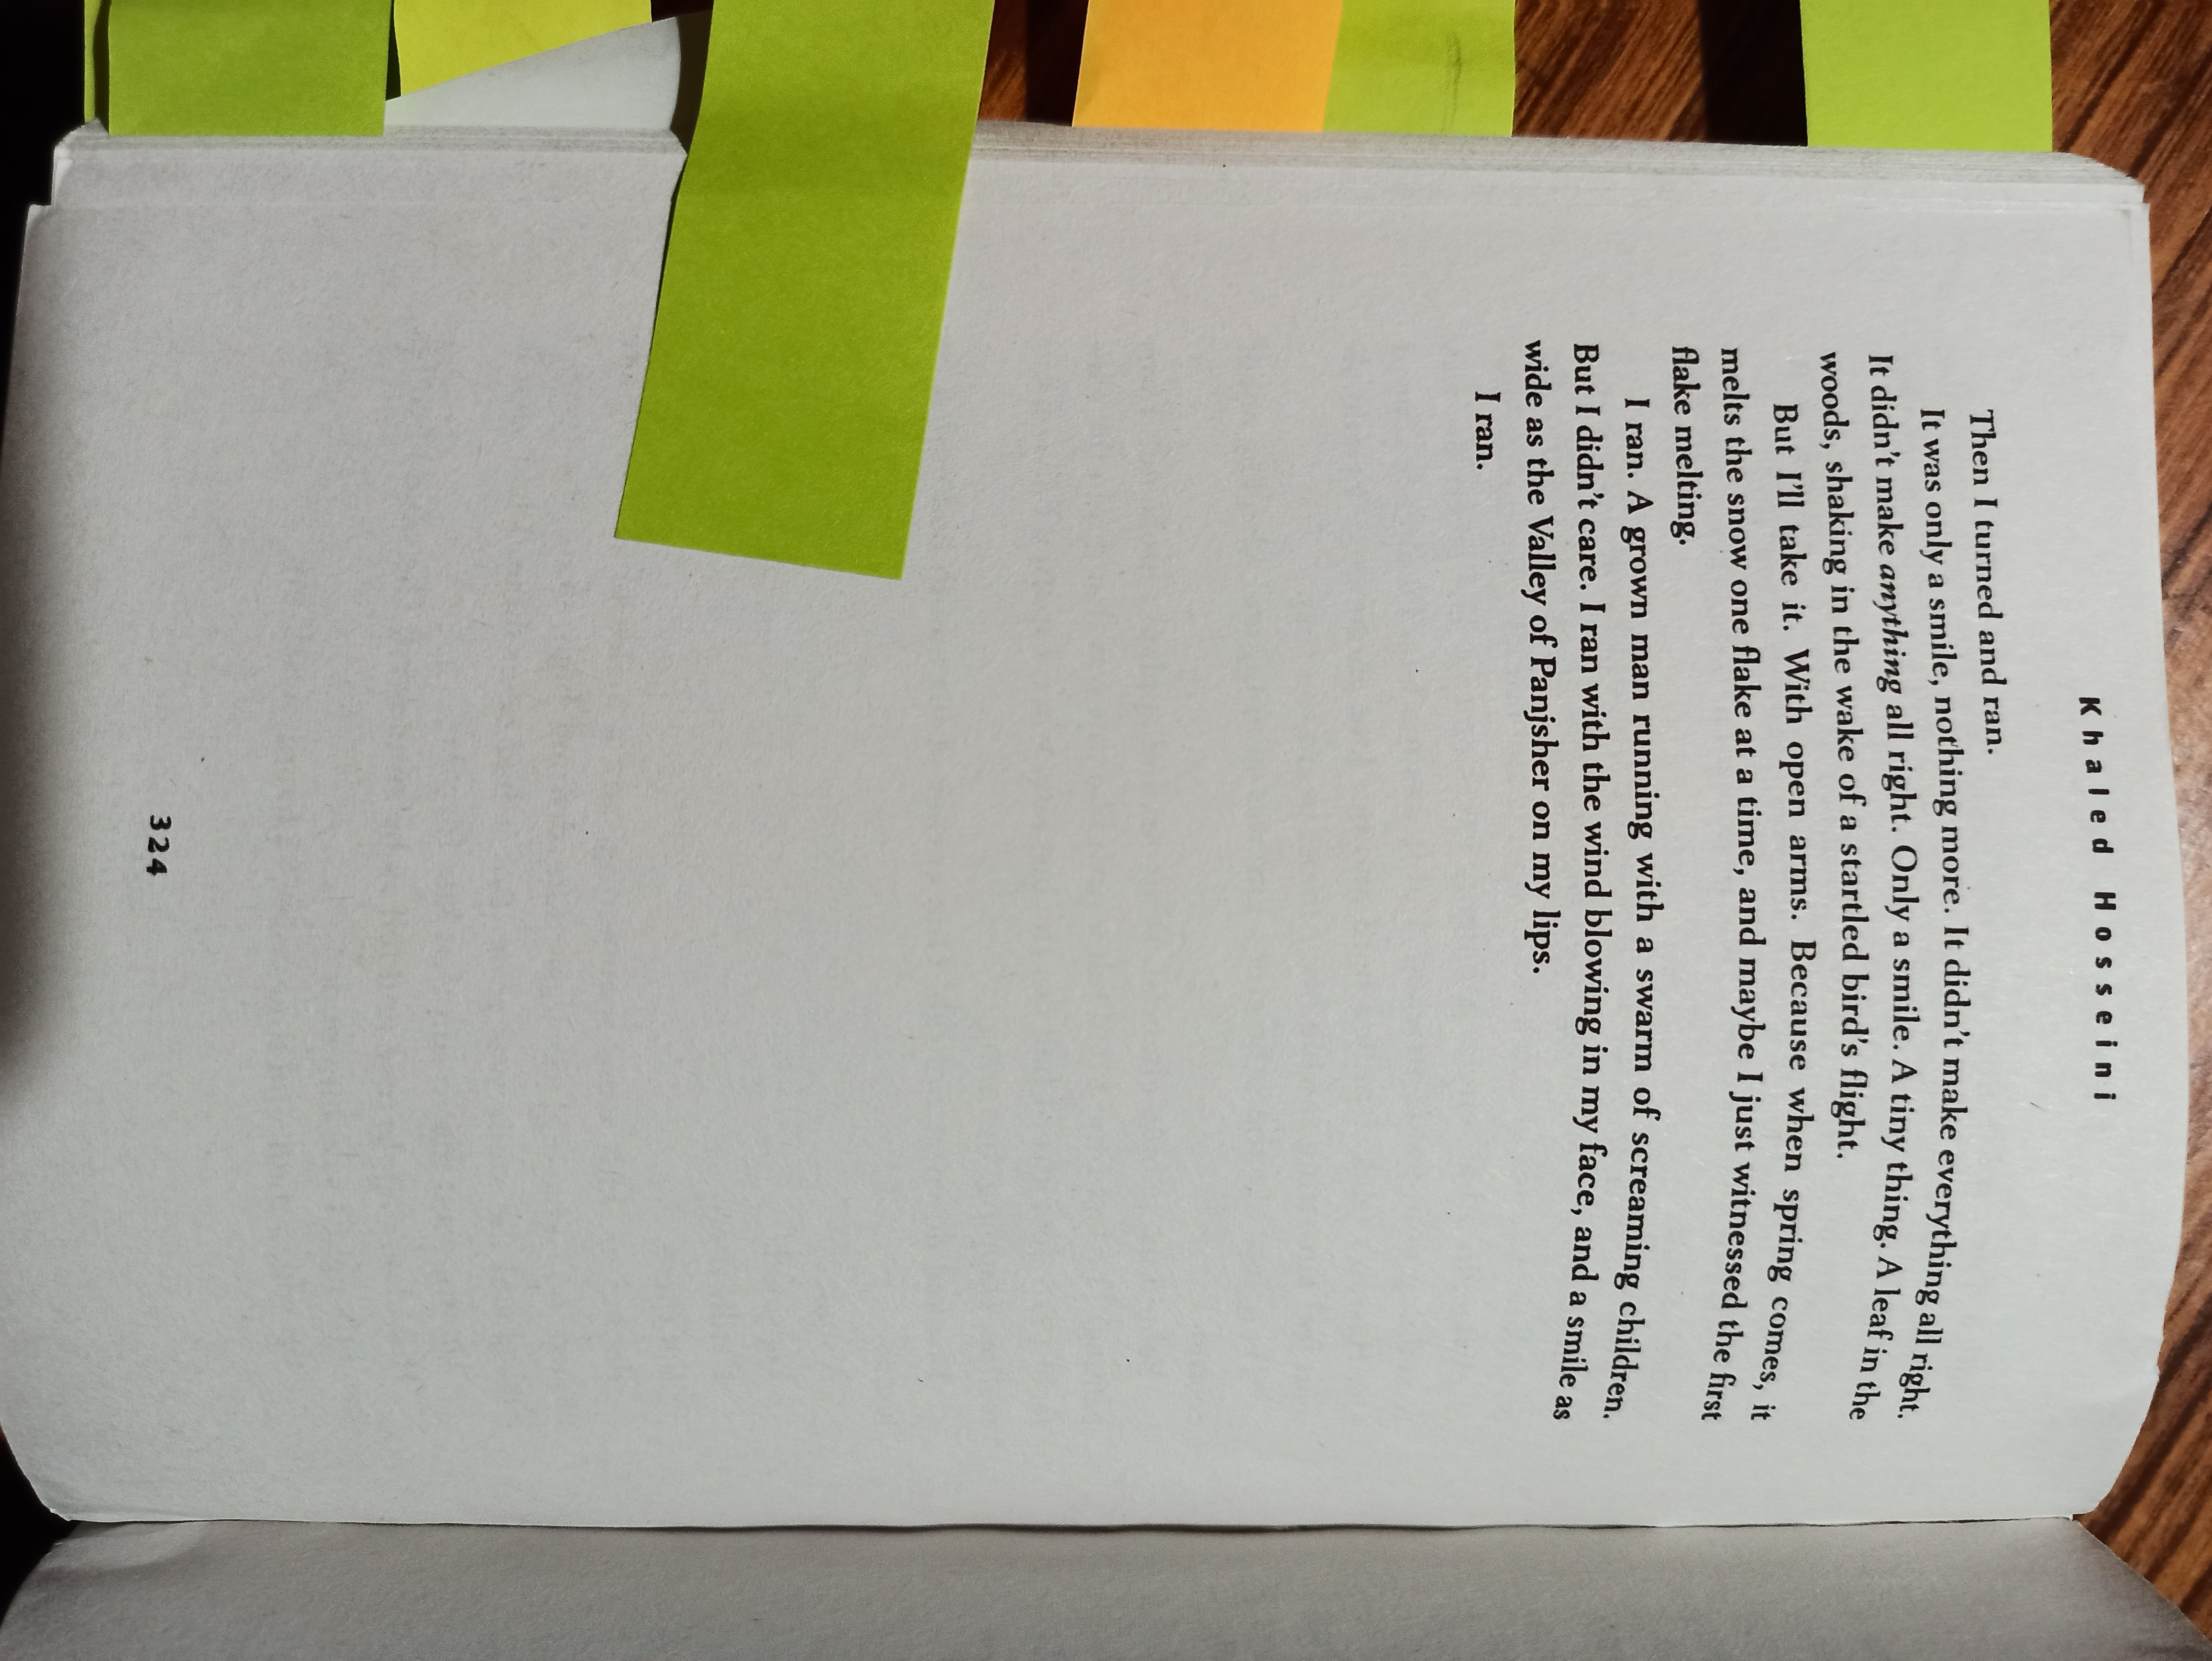 Khaled Hosseini
Then I turned and ran.
It was only a smile, nothing more. It didn't make everything all right.
It didn't make anything all right. Only a smile. A tiny thing. A leaf in the
woods, shaking in the wake of a startled bird's flight.
But I'll take it. With open arms. Because when spring comes, it
melts the snow one flake at a time, and maybe I just witnessed the first
flake melting.
I ran. A grown man running with a swarm of screaming children.
But I didn't care. I ran with the wind blowing in my face, and a smile as
wide as the Valley of Panjsher on my lips.
I ran.
324